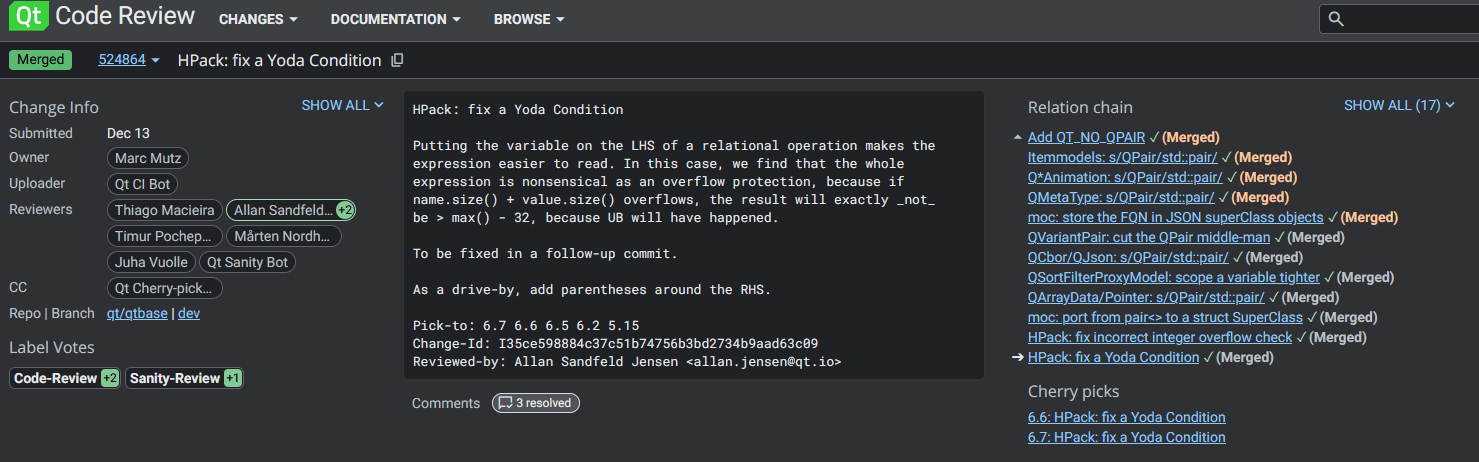 Qt Code Review CHANGES DOCUMENTATION BROWSE
Merged 524864 HPack: fix a Yoda Condition
Change Info SHOW ALL
Submitted Dec 13
Owner Marc Mutz
Uploader Qt CI Bot
Reviewers Thiago Macieira Allan Sandfeld... +2
Timur Pochep... Mårten Nordh...
Juha Vuolle Qt Sanity Bot
CC Qt Cherry-pick...
Repo | Branch qt/qtbase | dev
Label Votes
Code-Review +2 Sanity-Review +1
HPack: fix a Yoda Condition
Putting the variable on the LHS of a relational operation makes the
expression easier to read. In this case, we find that the whole
expression is nonsensical as an overflow protection, because if
name.size() + value.size() overflows, the result will exactly _not_
be > max() - 32, because UB will have happened.
To be fixed in a follow-up commit.
As a drive-by, add parentheses around the RHS.
Pick-to: 6.7 6.6 6.5 6.2 5.15
Change-Id: I35ce598884c37c51b74756b3bd2734b9aad63c09
Reviewed-by: Allan Sandfeld Jensen <allan.jensen@qt.io>
Comments 3 resolved
Relation chain SHOW ALL (17)
Add QT_NO_QPAIR ✓ (Merged)
Itemmodels: s/QPair/std::pair/ ✓ (Merged)
Q*Animation: s/QPair/std::pair/ ✓ (Merged)
QMetaType: s/QPair/std::pair/ ✓ (Merged)
moc: store the FQN in JSON superClass objects ✓ (Merged)
QVariantPair: cut the QPair middle-man ✓ (Merged)
QCbor/QJson: s/QPair/std::pair/ ✓ (Merged)
QSortFilterProxyModel: scope a variable tighter ✓ (Merged)
QArrayData/Pointer: s/QPair/std::pair/ ✓ (Merged)
moc: port from pair<> to a struct SuperClass ✓ (Merged)
HPack: fix incorrect integer overflow check ✓ (Merged)
➔ HPack: fix a Yoda Condition ✓ (Merged)
Cherry picks
6.6: HPack: fix a Yoda Condition
6.7: HPack: fix a Yoda Condition